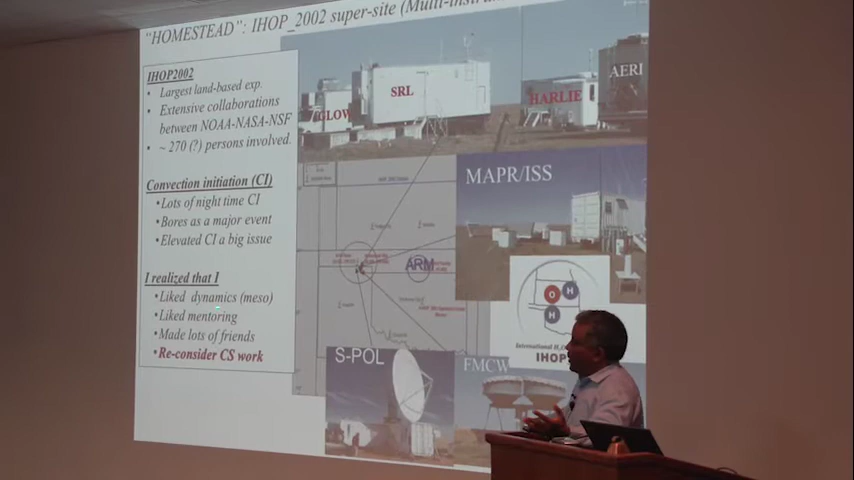 "HOMESTEAD": IHOP_2002 super-site (Multi-
IHOP2002
• Largest land-based exp.
• Extensive collaborations
between NOAA-NASA-NSF
• ~ 270 (?) persons involved.
Convection initiation (CI)
• Lots of night time CI
• Bores as a major event
• Elevated CI a big issue
I realized that I
• Liked dynamics (meso)
• Liked mentoring
• Made lots of friends
• Re-consider CS work
GLOW
SRL
HARLIE
AERI
MAPR/ISS
ARM
O
H
H
International H
IHOP
S-POL
FMCW